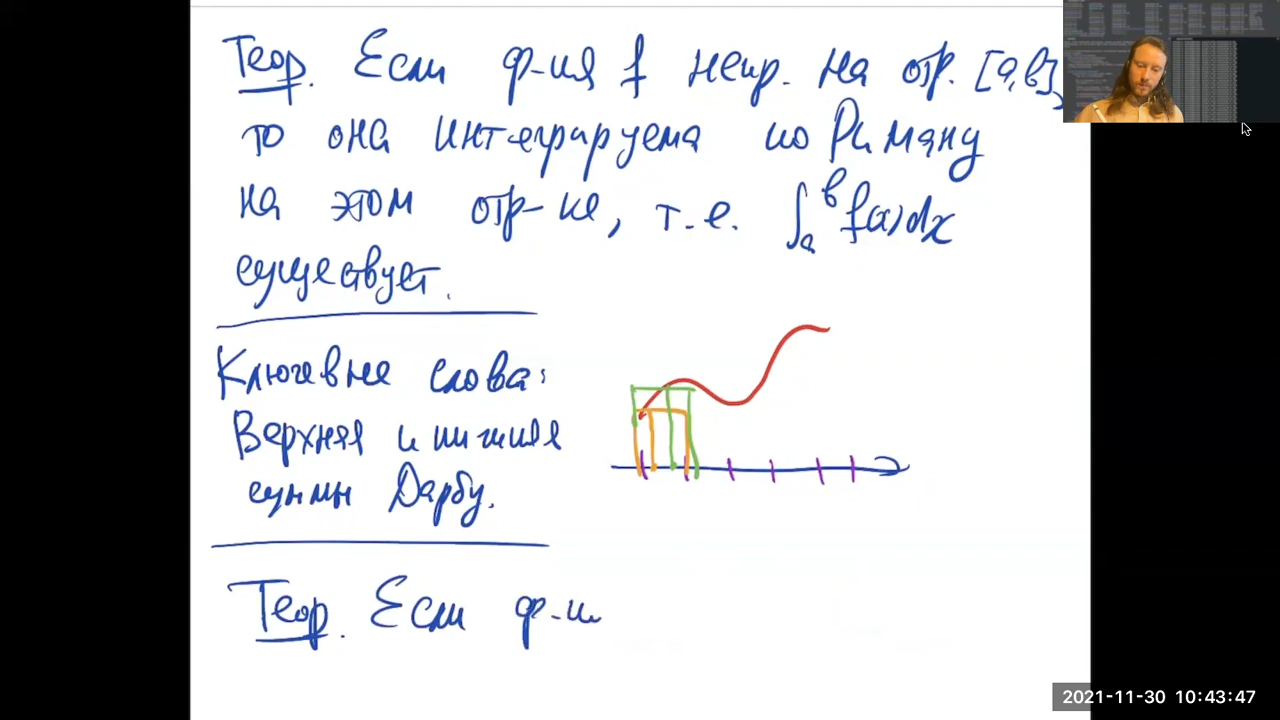 Теор. Если ф-ия f непр. на отр. [a,b],
то она интегрируема по Риману
на этом отр-ке, т.е. ∫ₐᵇ f(x)dx
существует.
Ключевые слова:
Верхняя и нижняя
суммы Дарбу.
Теор. Если ф-и
2021-11-30 10:43:47